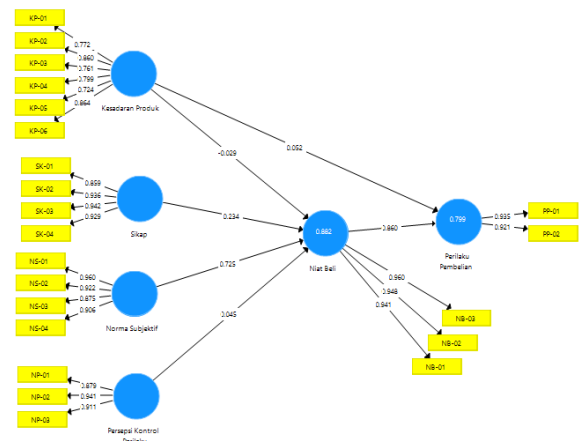 KP-01
KP-02
KP-03
KP-04
KP-05
KP-06
0.772
0.860
0.761
0.799
0.724
0.864
Kesadaran Produk
0.052
-0.029
SK-01
SK-02
SK-03
SK-04
0.859
0.936
0.942
0.929
Sikap
0.234
0.882
Niat Beli
0.860
0.799
Perilaku
Pembelian
0.935
0.921
PP-01
PP-02
NS-01
NS-02
NS-03
NS-04
0.960
0.922
0.875
0.906
Norma Subjektif
0.725
0.045
0.960
0.948
0.941
NB-03
NB-02
NB-01
NP-01
NP-02
NP-03
0.879
0.941
0.911
Persepsi Kontrol
Perilaku